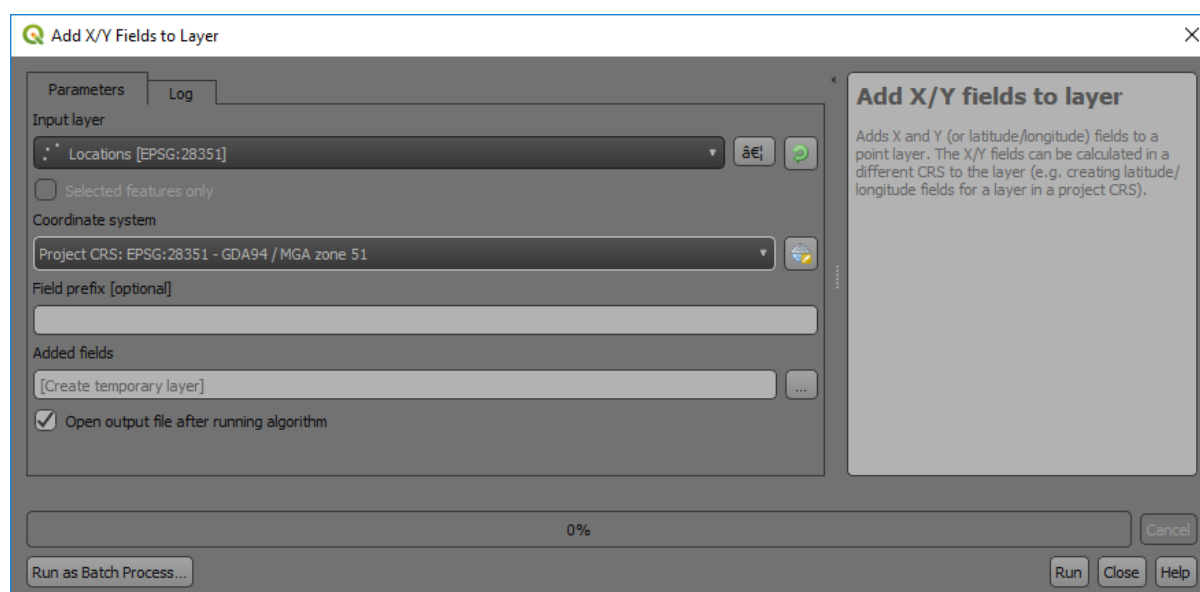 Add X/Y Fields to Layer
Parameters
Log
Input layer
Locations [EPSG:28351]
…
Selected features only
Coordinate system
Project CRS: EPSG:28351 - GDA94 / MGA zone 51
Field prefix [optional]
Added fields
[Create temporary layer]
...
Open output file after running algorithm
Add X/Y fields to layer
Adds X and Y (or latitude/longitude) fields to a
point layer. The X/Y fields can be calculated in a
different CRS to the layer (e.g. creating latitude/
longitude fields for a layer in a project CRS).
0%
Cancel
Run as Batch Process...
Run
Close
Help